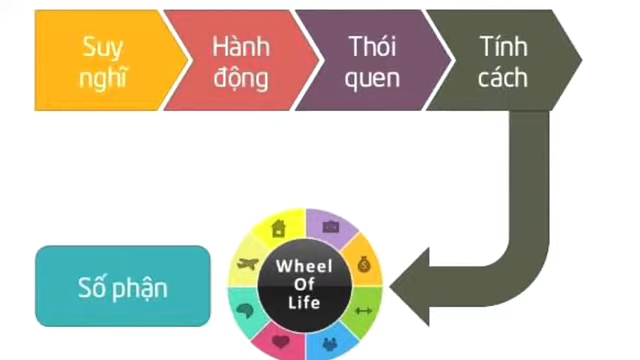 Suy
nghĩ
Hành
động
Thói
quen
Tính
cách
Số phận
Wheel
Of
Life